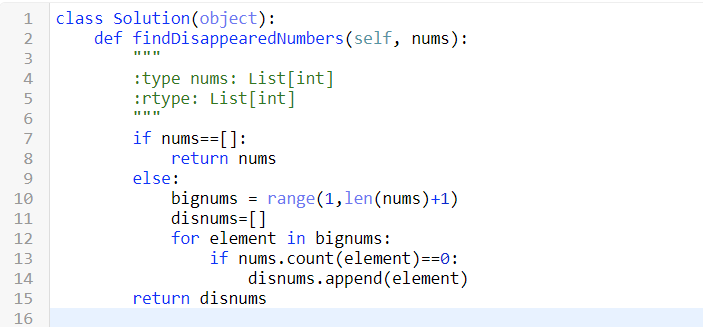 1 class Solution(object):
2     def findDisappearedNumbers(self, nums):
3         """
4         :type nums: List[int]
5         :rtype: List[int]
6         """
7         if nums==[]:
8             return nums
9         else:
10             bignums = range(1,len(nums)+1)
11             disnums=[]
12             for element in bignums:
13                 if nums.count(element)==0:
14                     disnums.append(element)
15         return disnums
16